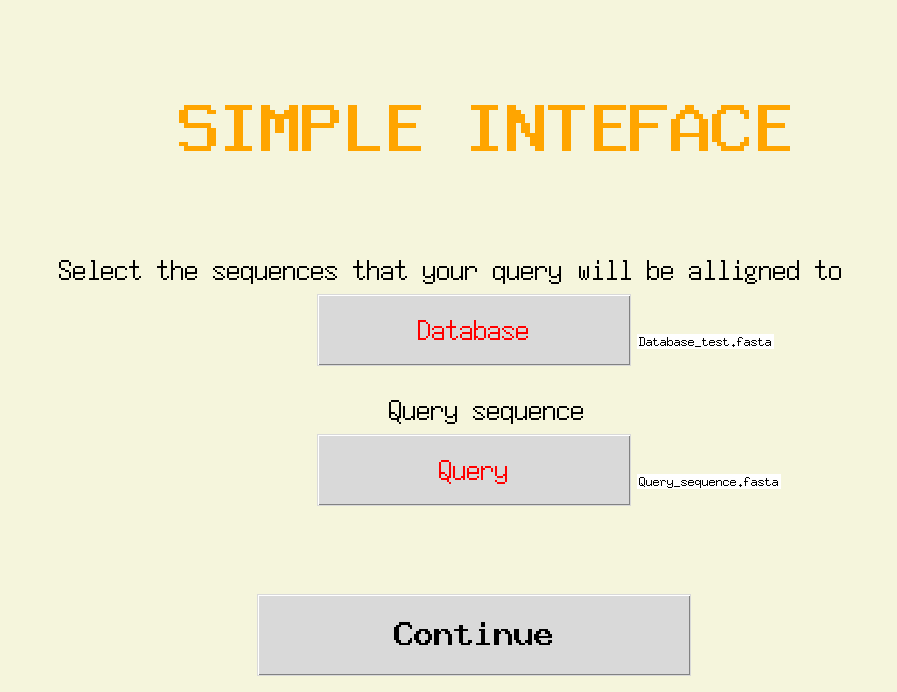 SIMPLE INTEFACE
Select the sequences that your query will be alligned to
Database
Database_test.fasta
Query sequence
Query
Query_sequence.fasta
Continue